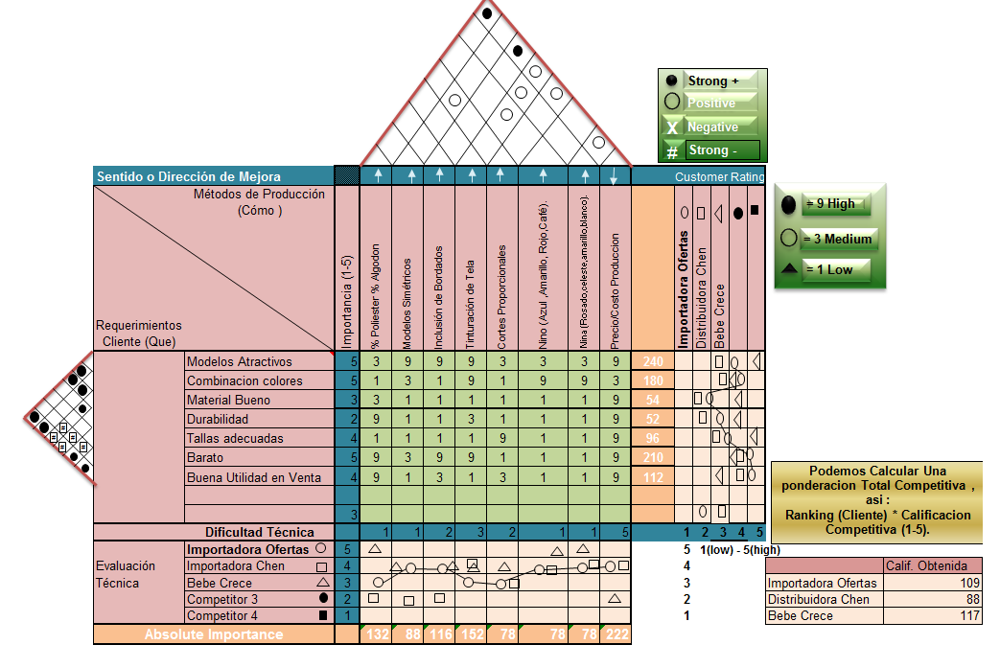 Strong +
Positive
X Negative
# Strong -
Sentido o Dirección de Mejora
Customer Rating
Métodos de Producción
(Cómo )
Requerimientos
Cliente (Que)
Importancia (1-5)
% Poliester % Algodon
Modelos Simétricos
Inclusión de Bordados
Tinturación de Tela
Cortes Proporcionales
Nino (Azul ,Amarillo, Rojo,Café).
Nina (Rosado,celeste,amarillo,blanco).
Precio/Costo Produccion
Importadora Ofertas
Distribuidora Chen
Bebe Crece
= 9 High
= 3 Medium
= 1 Low
Modelos Atractivos 5 3 9 9 9 3 3 3 9 240
Combinacion colores 5 1 3 1 9 1 9 9 3 180
Material Bueno 3 3 1 1 1 1 1 1 9 54
Durabilidad 2 9 1 1 3 1 1 1 9 52
Tallas adecuadas 4 1 1 1 1 9 1 1 9 96
Barato 5 9 3 9 9 1 1 1 9 210
Buena Utilidad en Venta 4 9 1 3 1 3 1 1 9 112
3
Dificultad Técnica 1 1 2 3 2 1 1 5 1 2 3 4 5
Podemos Calcular Una
ponderacion Total Competitiva ,
asi :
Ranking (Cliente) * Calificacion
Competitiva (1-5).
Evaluación
Técnica
Importadora Ofertas 5 5 1(low) - 5(high)
Importadora Chen 4 4
Bebe Crece 3 3
Competitor 3 2 2
Competitor 4 1 1
Calif. Obtenida
Importadora Ofertas 109
Distribuidora Chen 88
Bebe Crece 117
Absolute Importance 132 88 116 152 78 78 78 222